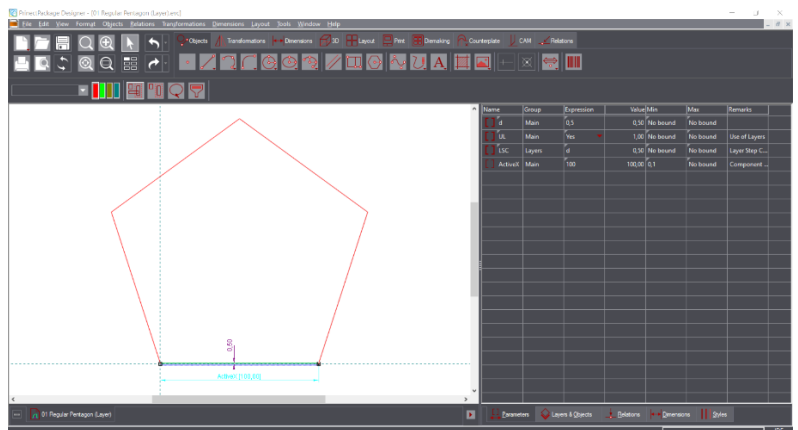 Prinect Package Designer - [01 Regular Pentagon (Layer).evs]
File Edit View Format Objects Relations Transformations Dimensions Layout Tools Window Help
Objects Transformations Dimensions 3D Layout Print Diemaking Counterplate CAM Relations
Name Group Expression Value Min Max Remarks
d Main 0,5 0,50 No bound No bound
UL Main Yes 1,00 No bound No bound Use of Layers
LSC Layers d 0,50 No bound No bound Layer Step C...
ActiveX Main 100 100,00 0,1 No bound Component ...
0,50
ActiveX [100,00]
01 Regular Pentagon (Layer)
Parameters Layers & Objects Relations Dimensions Styles